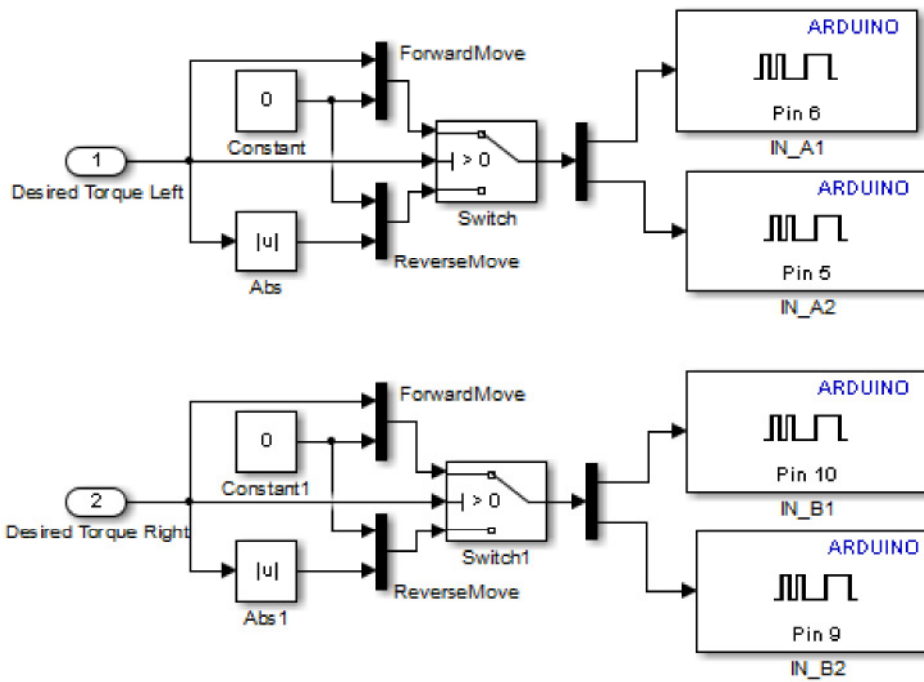 ARDUINO
ForwardMove
0
Pin 6
Constant
IN_A1
1
> 0
Desired Torque Left
ARDUINO
Switch
|u|
ReverseMove
Pin 5
Abs
IN_A2
ForwardMove
ARDUINO
0
Pin 10
Constant1
IN_B1
2
> 0
Desired Torque Right
ARDUINO
Switch1
|u|
ReverseMove
Abs1
Pin 9
IN_B2